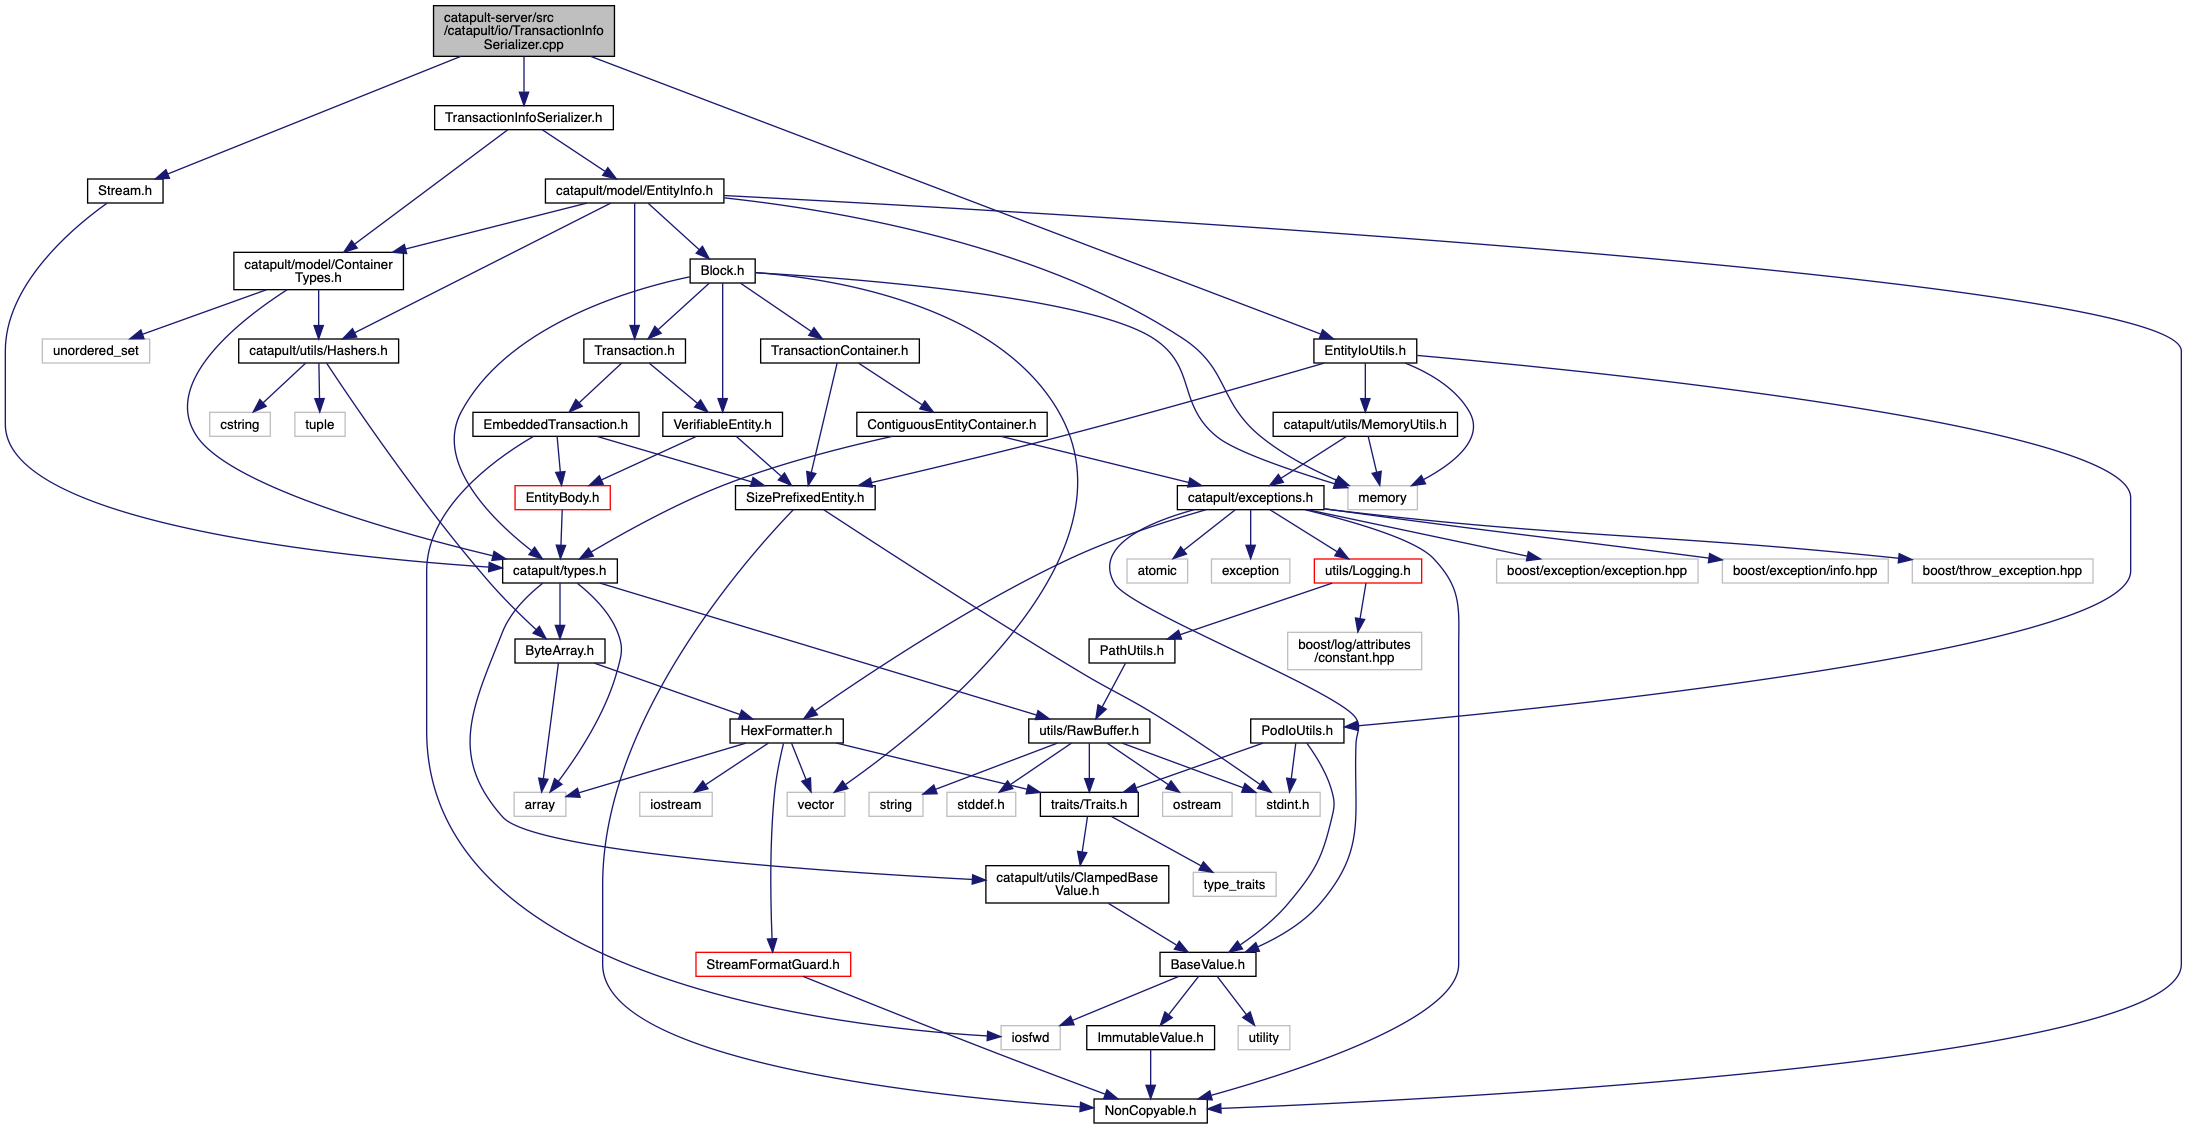 catapult-server/src
/catapult/io/TransactionInfo
Serializer.cpp
TransactionInfoSerializer.h
Stream.h
catapult/model/EntityInfo.h
catapult/model/Container
Types.h
Block.h
unordered_set
catapult/utils/Hashers.h
Transaction.h
TransactionContainer.h
EntityIoUtils.h
cstring
tuple
EmbeddedTransaction.h
VerifiableEntity.h
ContiguousEntityContainer.h
catapult/utils/MemoryUtils.h
EntityBody.h
SizePrefixedEntity.h
catapult/exceptions.h
memory
catapult/types.h
atomic
exception
utils/Logging.h
boost/exception/exception.hpp
boost/exception/info.hpp
boost/throw_exception.hpp
ByteArray.h
PathUtils.h
boost/log/attributes
/constant.hpp
HexFormatter.h
utils/RawBuffer.h
PodIoUtils.h
array
iostream
vector
string
stddef.h
traits/Traits.h
ostream
stdint.h
catapult/utils/ClampedBase
Value.h
type_traits
StreamFormatGuard.h
BaseValue.h
iosfwd
ImmutableValue.h
utility
NonCopyable.h